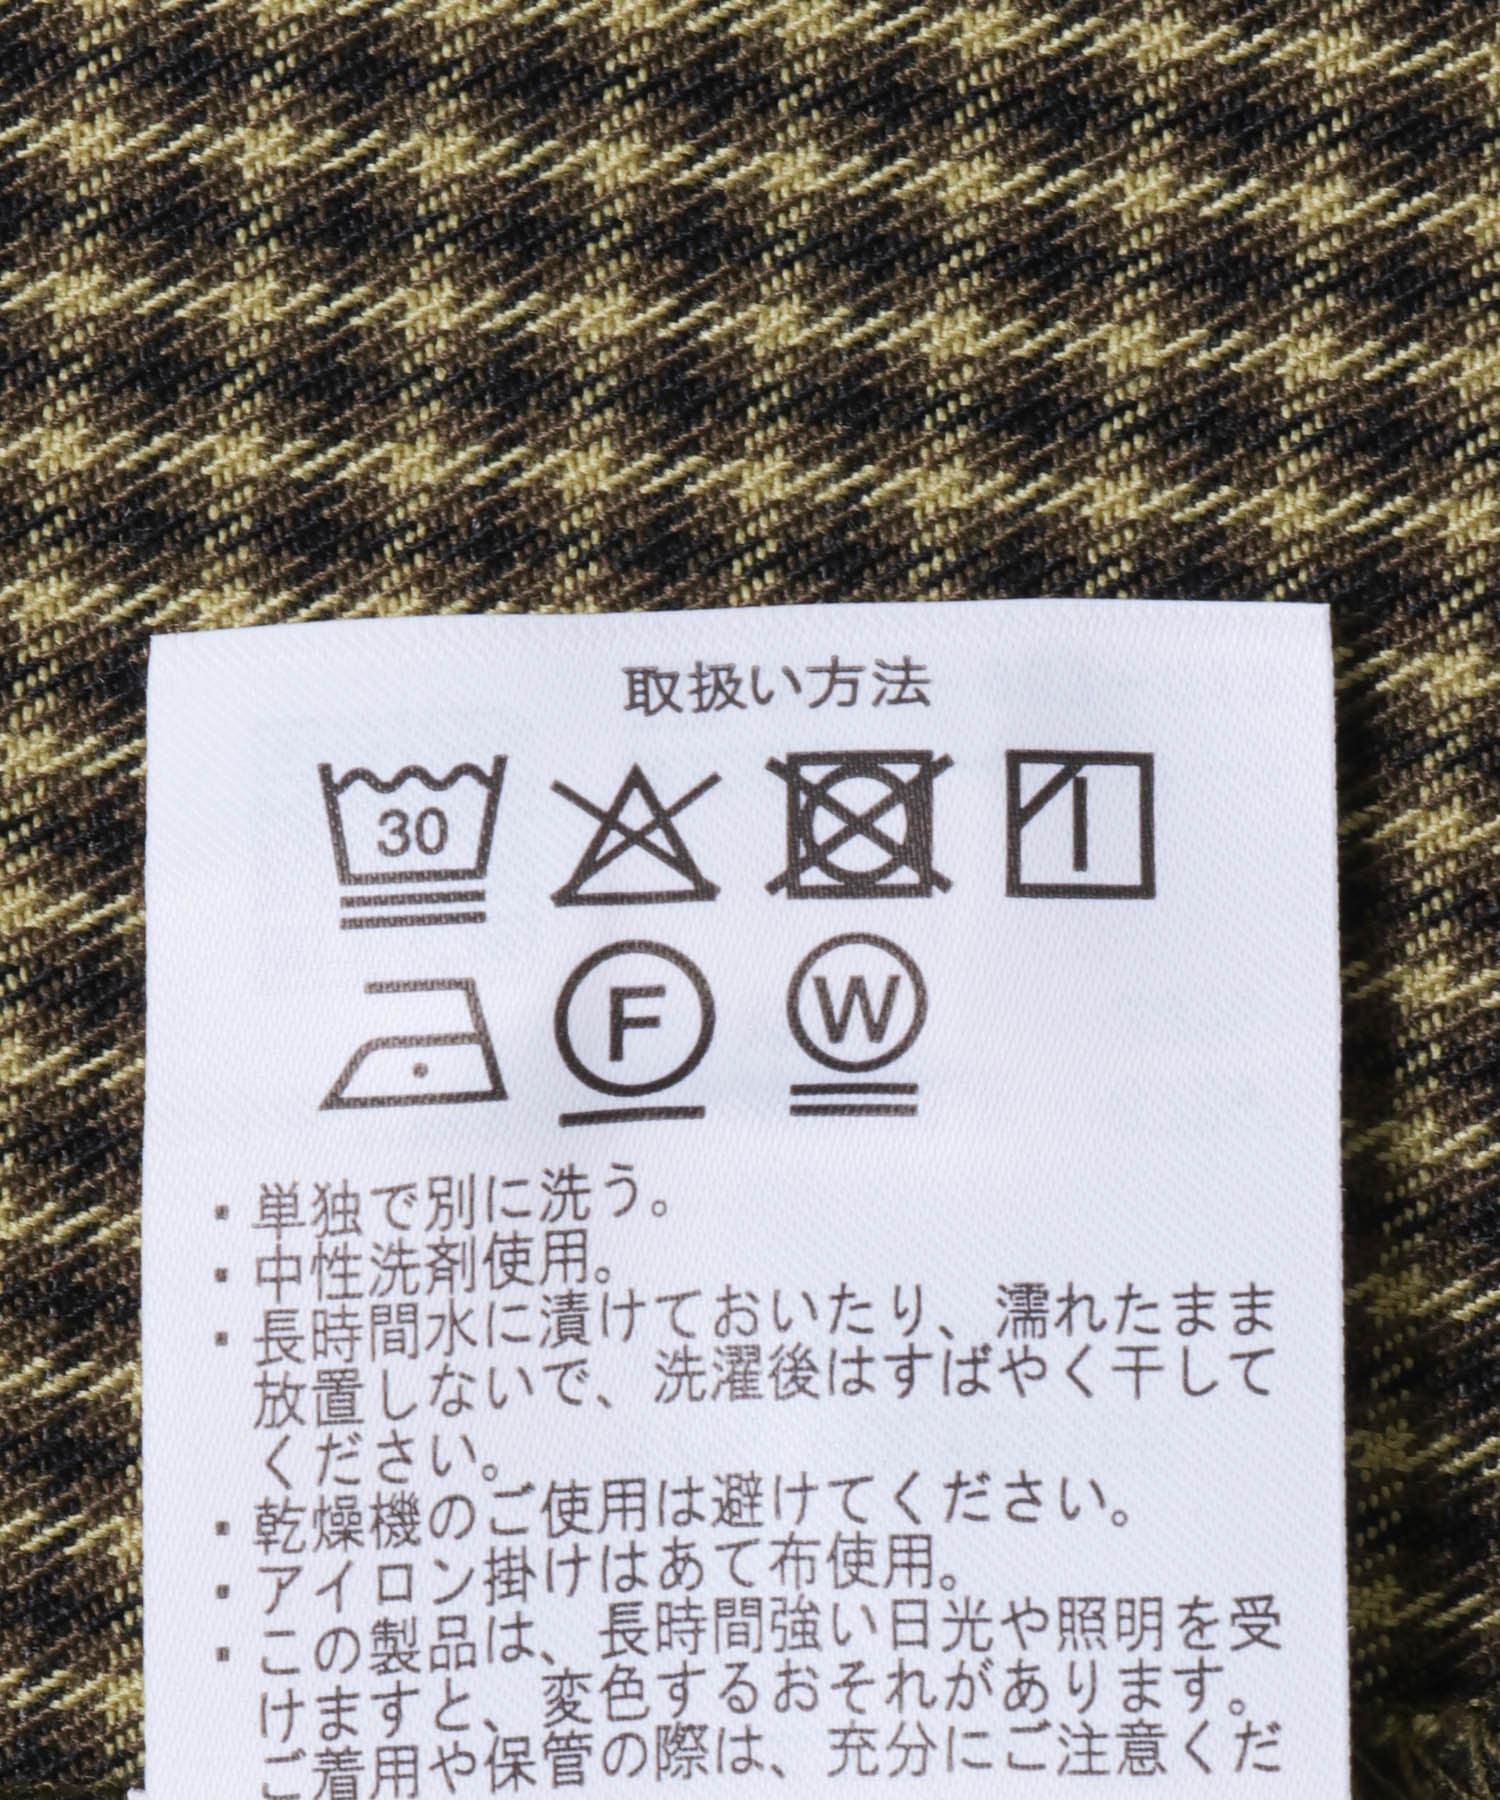 取扱い方法
30
F
W
・単独で別に洗う。
・中性洗剤使用。
・長時間水に漬けておいたり、濡れたまま
放置しないで、洗濯後はすばやく干して
ください。
・乾燥機のご使用は避けてください。
・アイロン掛けはあて布使用。
・この製品は、長時間強い日光や照明を受
けますと、変色するおそれがあります。
ご着用や保管の際は、充分にご注意くだ